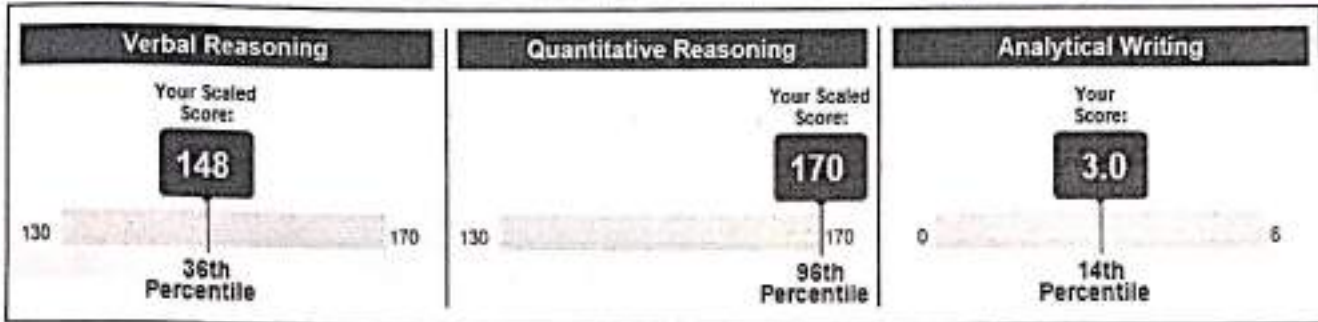 Verbal Reasoning
Your Scaled
Score:
148
130
170
36th
Percentile
Quantitative Reasoning
Your Scaled
Score:
170
130
170
96th
Percentile
Analytical Writing
Your
Score:
3.0
0
6
14th
Percentile